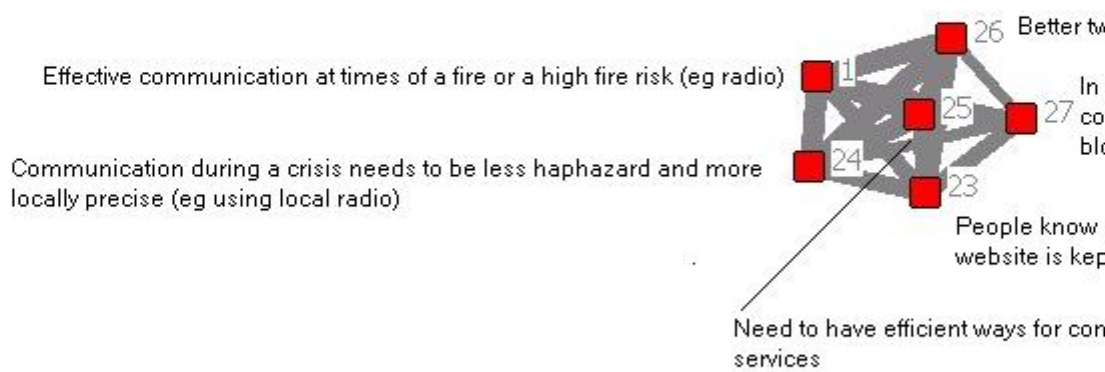 26 Better tw
1
Effective communication at times of a fire or a high fire risk (eg radio)
In
25
27 co
blo
24
Communication during a crisis needs to be less haphazard and more
locally precise (eg using local radio)
23
People know
website is kep
Need to have efficient ways for con
services